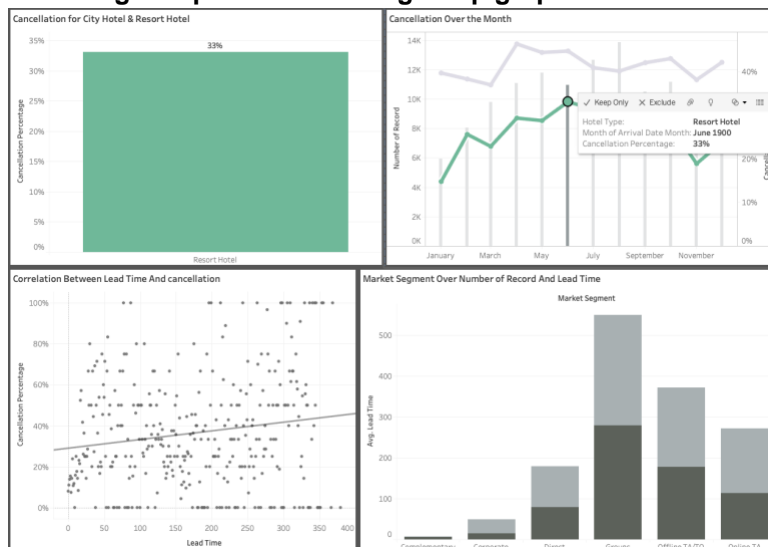 Cancellation for City Hotel & Resort Hotel
35%
33%
30%
25%
20%
15%
10%
5%
0%
Cancellation Percentage
Resort Hotel
Cancellation Over the Month
14K
12K
10K
8K
6K
4K
2K
0K
Number of Record
40%
20%
10%
0%
Keep Only
Exclude
Hotel Type: Resort Hotel
Month of Arrival Date Month: June 1900
Cancellation Percentage: 33%
January March May July September November
Correlation Between Lead Time And cancellation
100%
80%
60%
40%
20%
0%
Cancellation Percentage
0 50 100 150 200 250 300 350 400
Lead Time
Market Segment Over Number of Record And Lead Time
Market Segment
500
400
300
200
100
0
Avg. Lead Time
Complementary Corporate Direct Groups Offline TA/TO Online TA